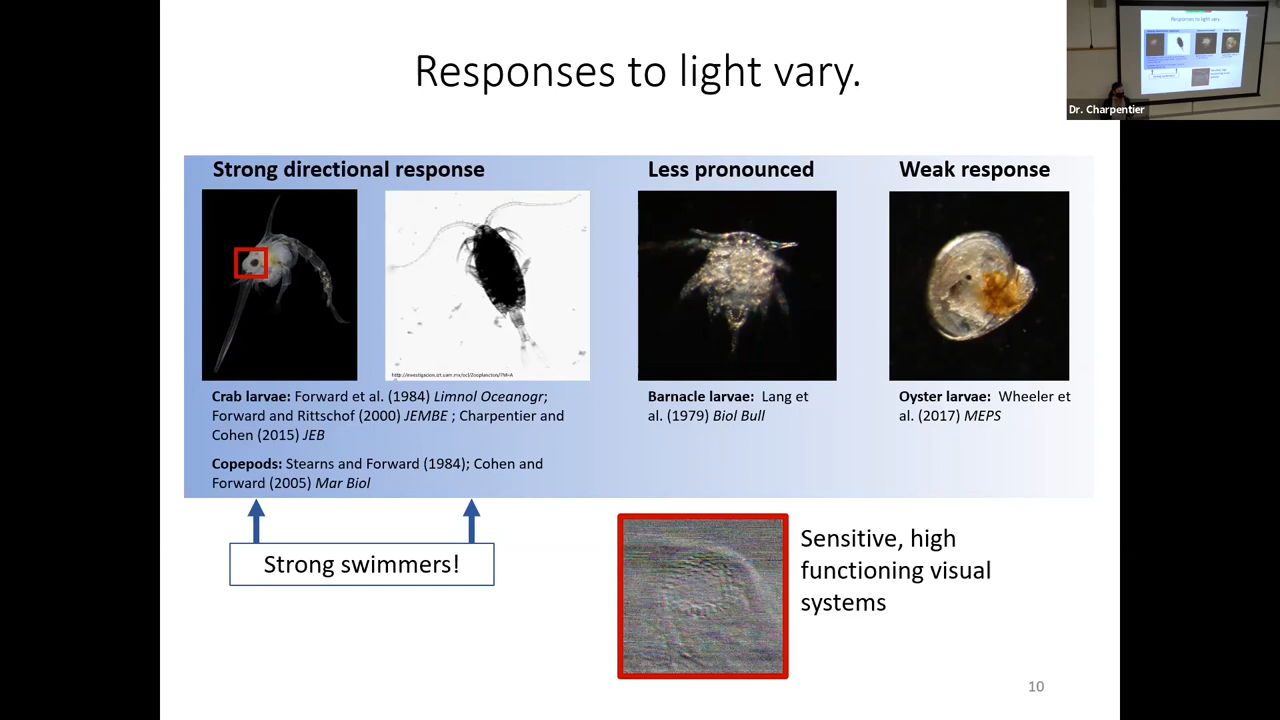 Responses to light vary.
Dr. Charpentier
Strong directional response
Less pronounced
Weak response
Crab larvae: Forward et al. (1984) Limnol Oceanogr;
Forward and Rittschof (2000) JEMBE ; Charpentier and
Cohen (2015) JEB
Copepods: Stearns and Forward (1984); Cohen and
Forward (2005) Mar Biol
Barnacle larvae: Lang et
al. (1979) Biol Bull
Oyster larvae: Wheeler et
al. (2017) MEPS
Strong swimmers!
Sensitive, high
functioning visual
systems
10